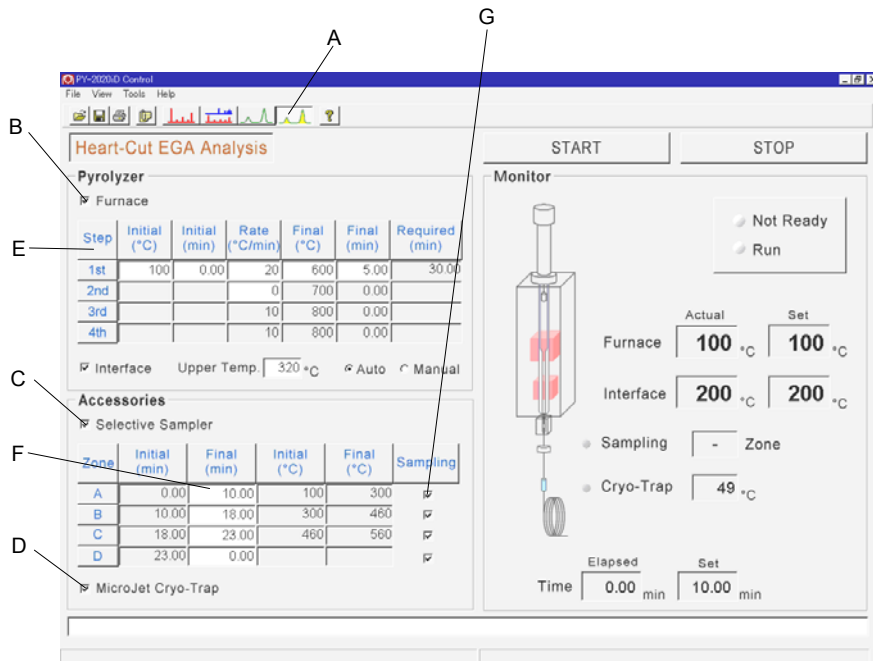 G
A
PY-2020iD Control
File View Tools Help
B
Heart-Cut EGA Analysis
START
STOP
Pyrolyzer
Furnace
Step Initial (°C) Initial (min) Rate (°C/min) Final (°C) Final (min) Required (min)
E
1st 100 0.00 20 600 5.00 30.00
2nd 0 700 0.00
3rd 10 800 0.00
4th 10 800 0.00
Interface Upper Temp. 320 °C Auto Manual
C
Accessories
Selective Sampler
F
Zone Initial (min) Final (min) Initial (°C) Final (°C) Sampling
A 0.00 10.00 100 300
B 10.00 18.00 300 460
C 18.00 23.00 460 560
D 23.00 0.00
D
MicroJet Cryo-Trap
Monitor
Not Ready
Run
Actual Set
Furnace 100 °C 100 °C
Interface 200 °C 200 °C
Sampling - Zone
Cryo-Trap 49 °C
Elapsed Set
Time 0.00 min 10.00 min